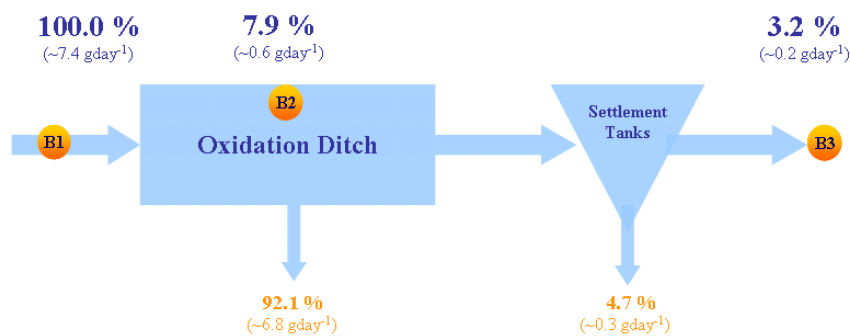 100.0 %
(~7.4 gday⁻¹)
7.9 %
(~0.6 gday⁻¹)
3.2 %
(~0.2 gday⁻¹)
B1
B2
Oxidation Ditch
Settlement
Tanks
B3
92.1 %
(~6.8 gday⁻¹)
4.7 %
(~0.3 gday⁻¹)